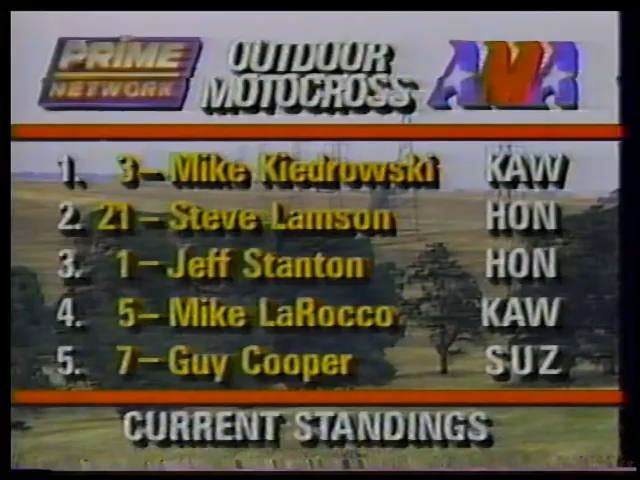 PRIME NETWORK
OUTDOOR MOTOCROSS
AMA
1. 3-Mike Kiedrowski KAW
2. 21-Steve Lamson HON
3. 1-Jeff Stanton HON
4. 5-Mike LaRocco KAW
5. 7-Guy Cooper SUZ
CURRENT STANDINGS